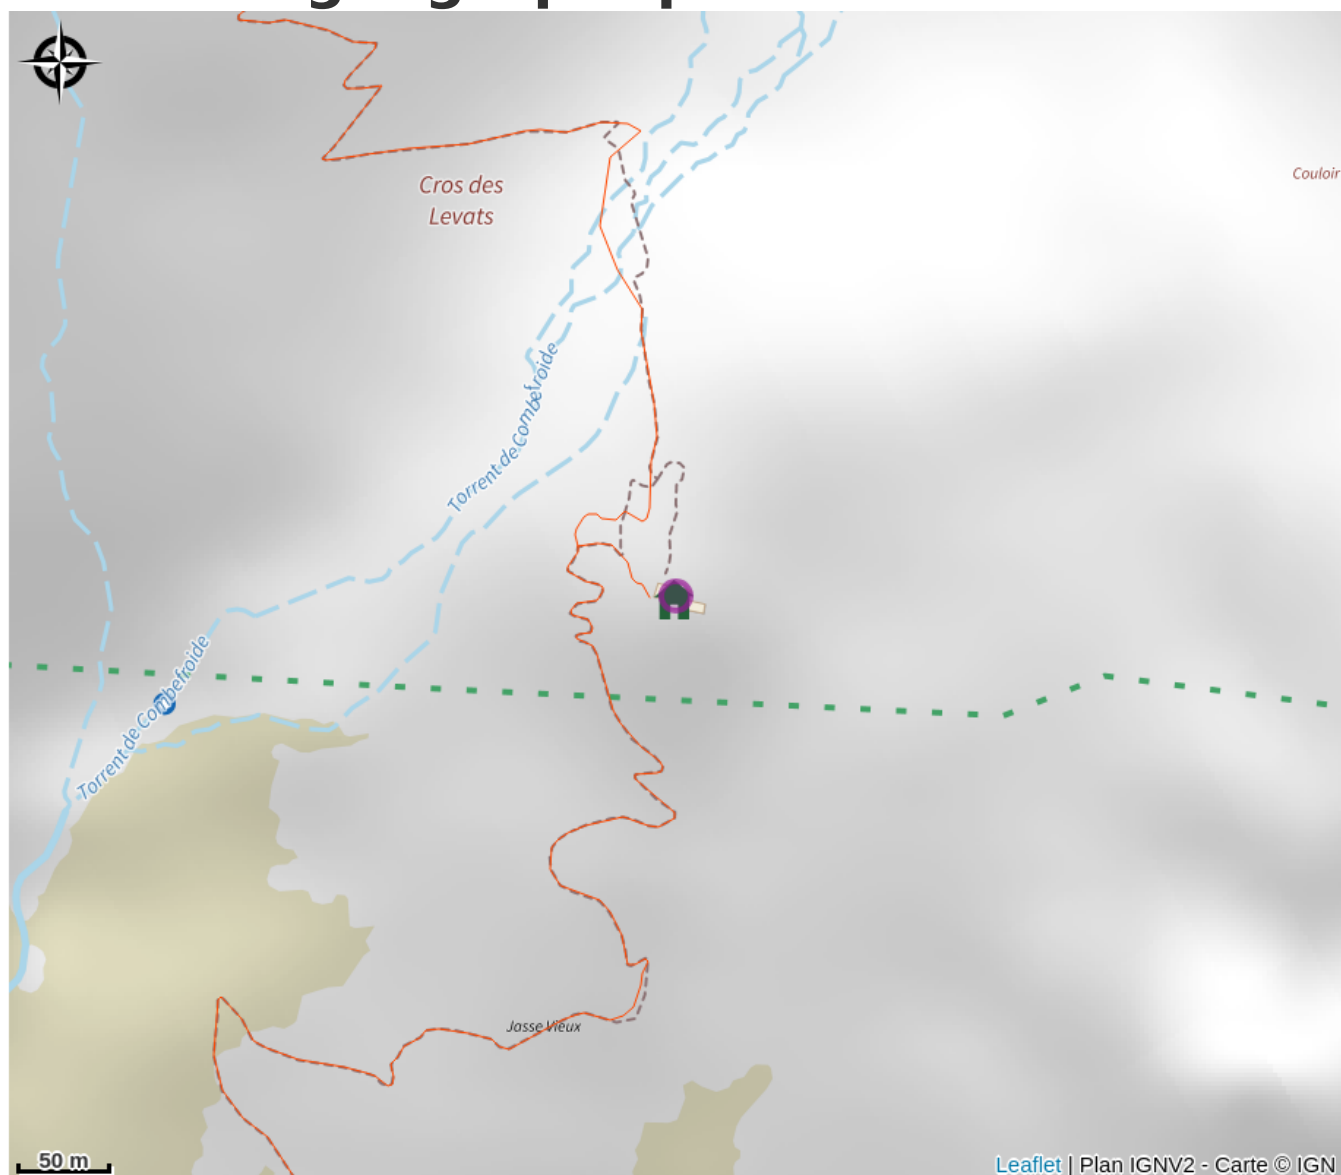 Couloir
Cros des
Levats
Torrent de Combefroide
Torrent de Combefroide
Jasse Vieux
50 m
Leaflet | Plan IGNV2 - Carte © IGN